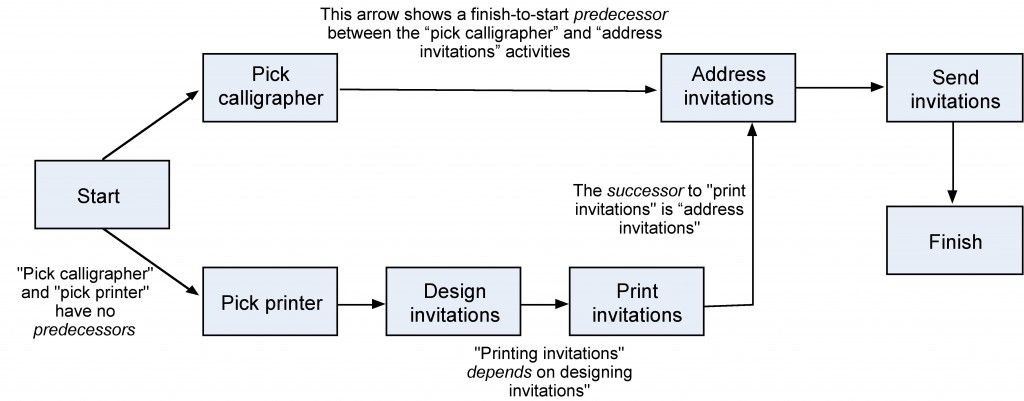 This arrow shows a finish-to-start predecessor
between the “pick calligrapher” and “address
invitations” activities
Pick
calligrapher
Address
invitations
Send
invitations
Start
The successor to "print
invitations" is “address
invitations"
Finish
"Pick calligrapher"
and "pick printer"
have no
predecessors
Pick printer
Design
invitations
Print
invitations
"Printing invitations"
depends on designing
invitations"